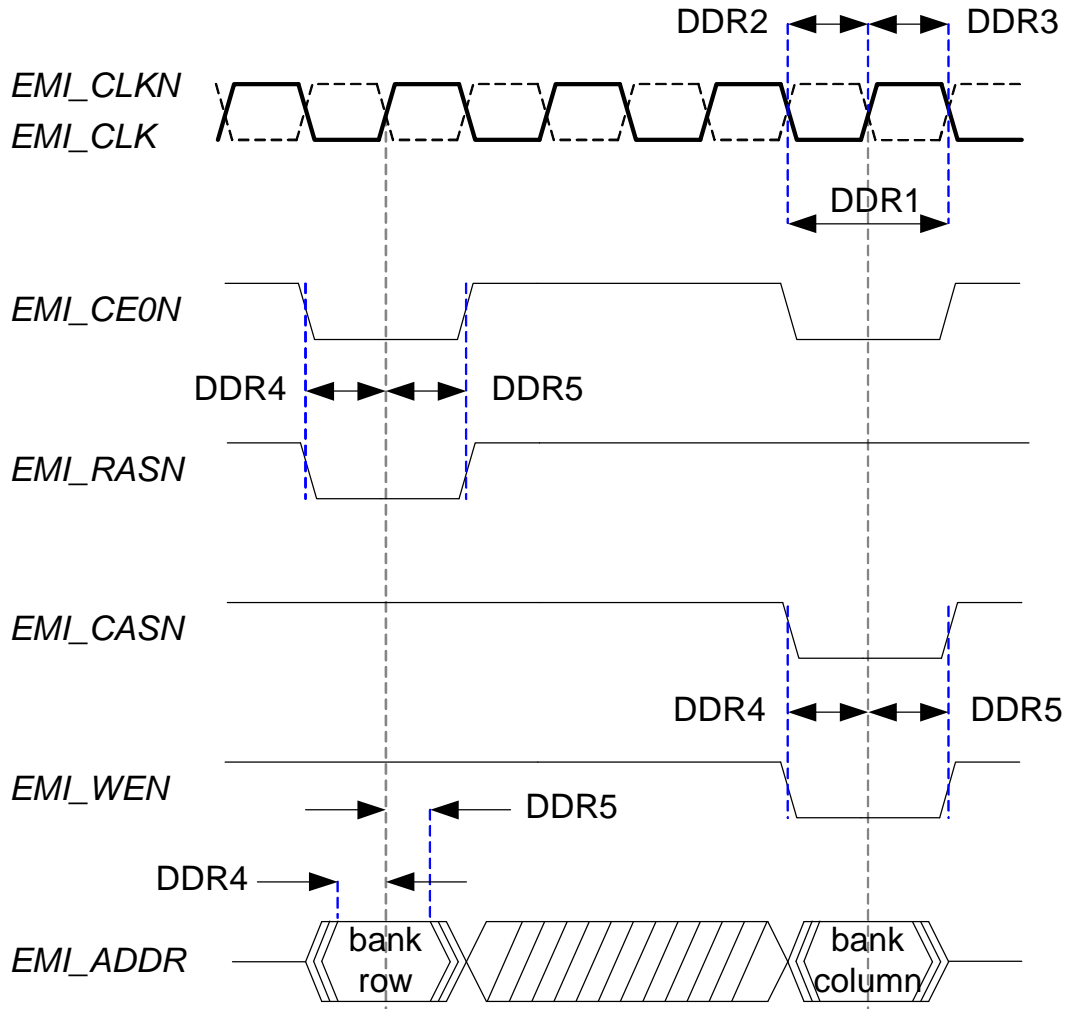 DDR2 DDR3
EMI_CLKN
EMI_CLK
DDR1
EMI_CE0N
DDR4 DDR5
EMI_RASN
EMI_CASN
DDR4 DDR5
EMI_WEN
DDR5
DDR4
EMI_ADDR
bank bank
row column